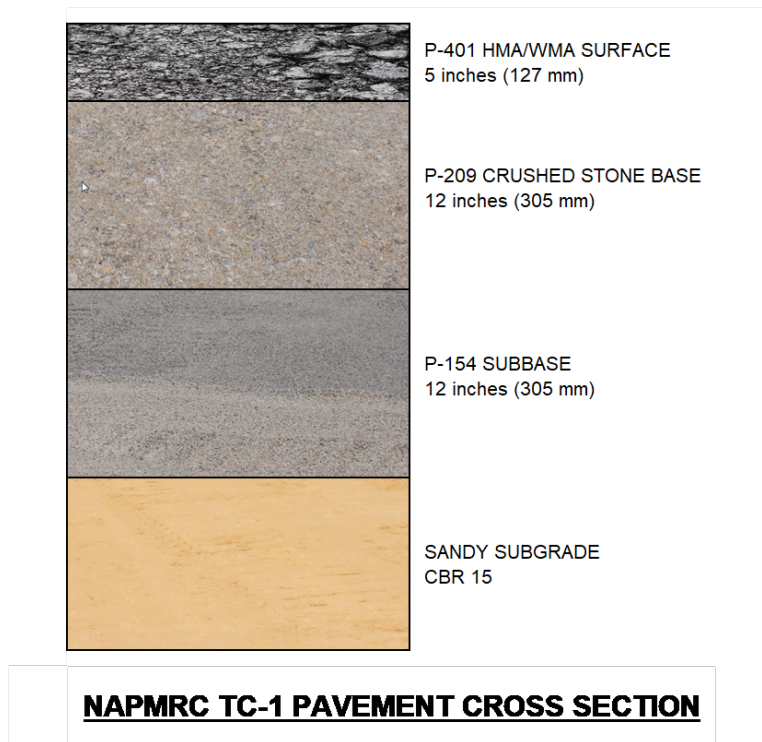 P-401 HMA/WMA SURFACE
5 inches (127 mm)
P-209 CRUSHED STONE BASE
12 inches (305 mm)
P-154 SUBBASE
12 inches (305 mm)
SANDY SUBGRADE
CBR 15
NAPMRC TC-1 PAVEMENT CROSS SECTION